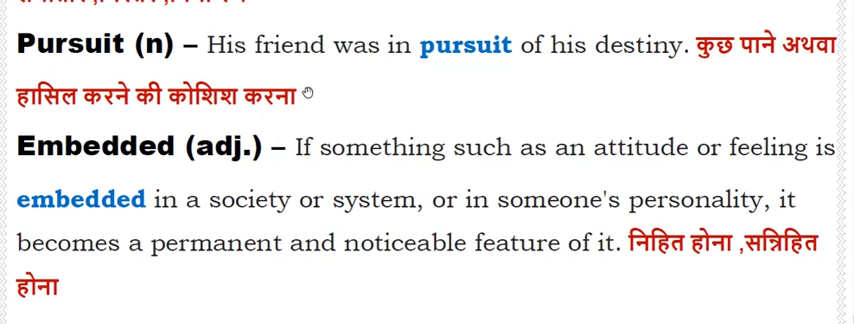 Pursuit (n) – His friend was in pursuit of his destiny. कुछ पाने अथवा
हासिल करने की कोशिश करना
Embedded (adj.) – If something such as an attitude or feeling is
embedded in a society or system, or in someone's personality, it
becomes a permanent and noticeable feature of it. निहित होना ,सन्निहित
होना